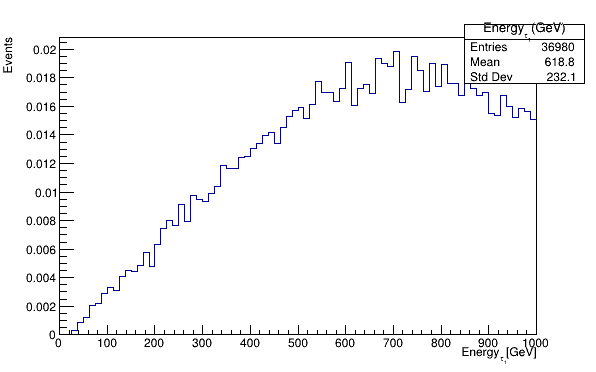 Energy_τ₁(GeV)
Entries 36980
Mean 618.8
Std Dev 232.1
Events
0.02
0.018
0.016
0.014
0.012
0.01
0.008
0.006
0.004
0.002
0
0 100 200 300 400 500 600 700 800 900 1000
Energy_τ₁[GeV]